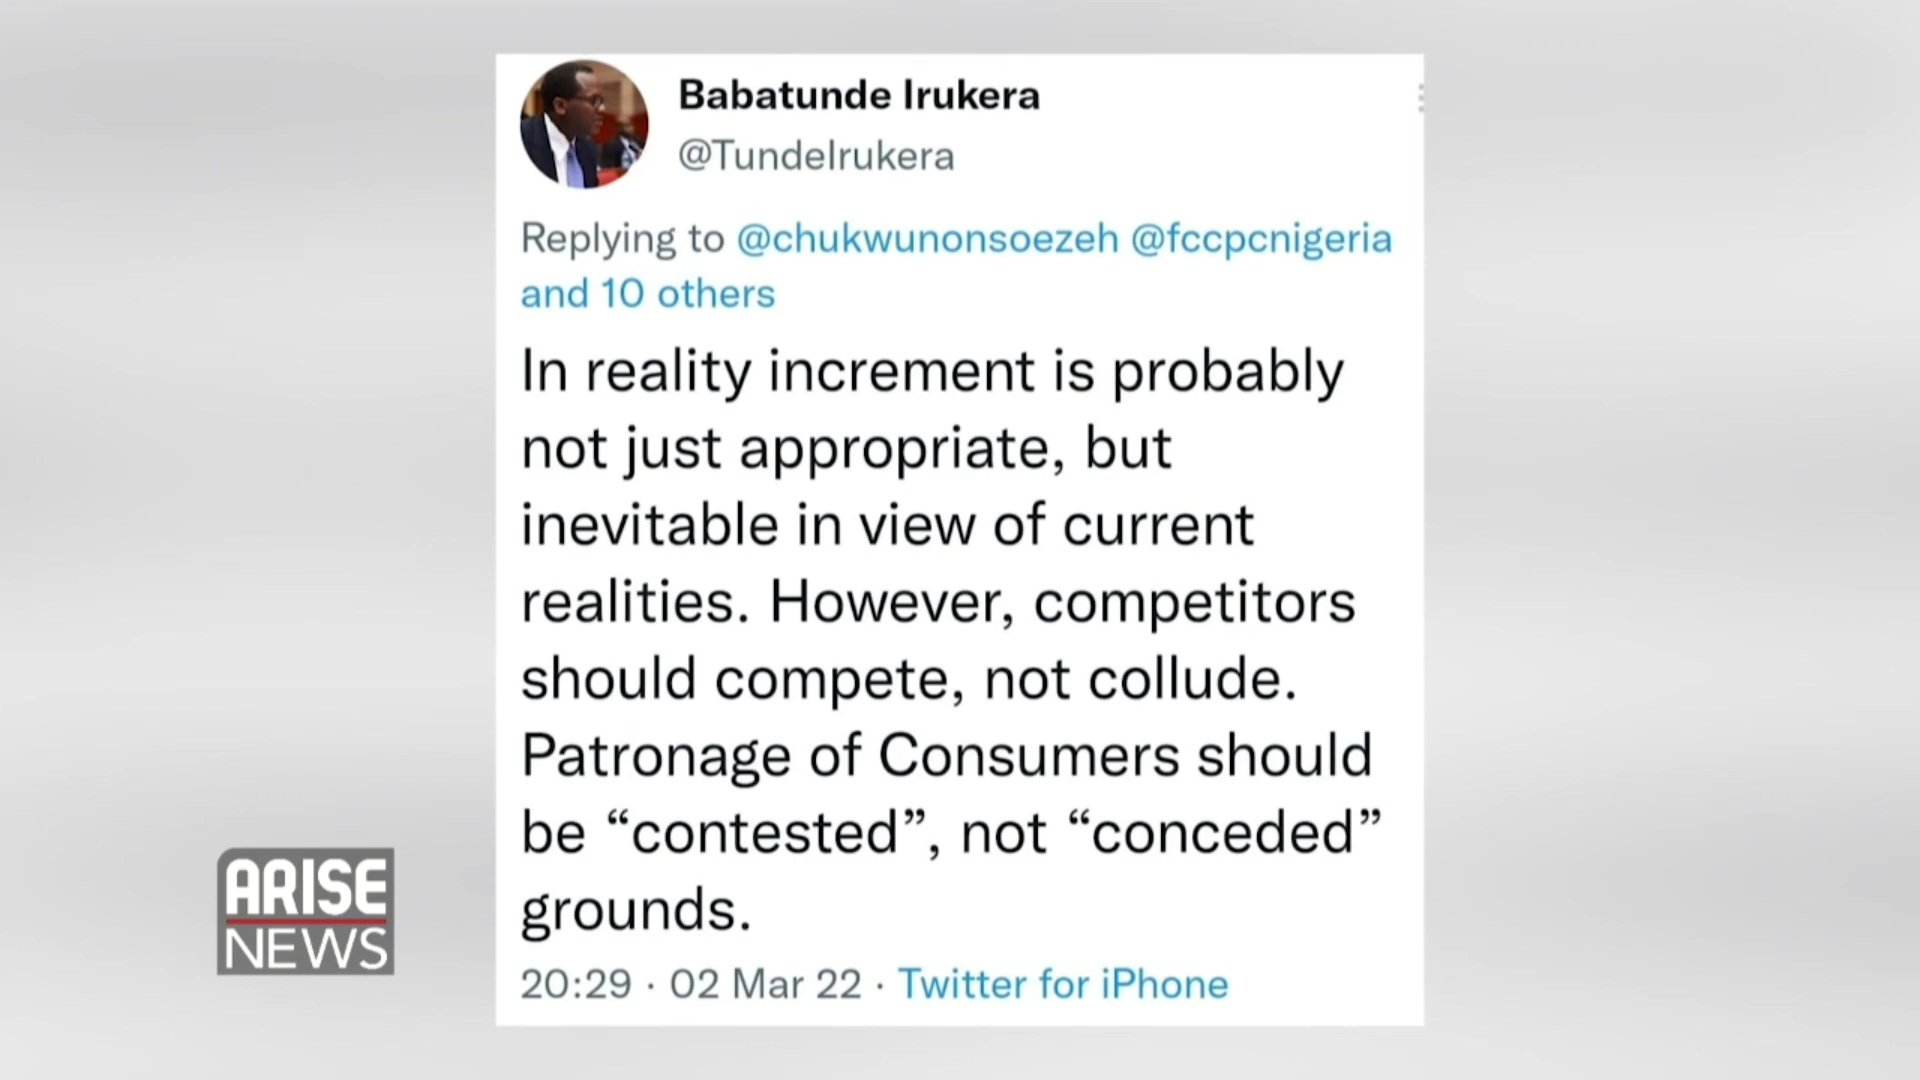 Babatunde Irukera
@TundeIrukera
Replying to @chukwunonsoezeh @fccpcnigeria
and 10 others
In reality increment is probably
not just appropriate, but
inevitable in view of current
realities. However, competitors
should compete, not collude.
Patronage of Consumers should
be “contested”, not “conceded”
grounds.
20:29 · 02 Mar 22 · Twitter for iPhone
ARISE
NEWS